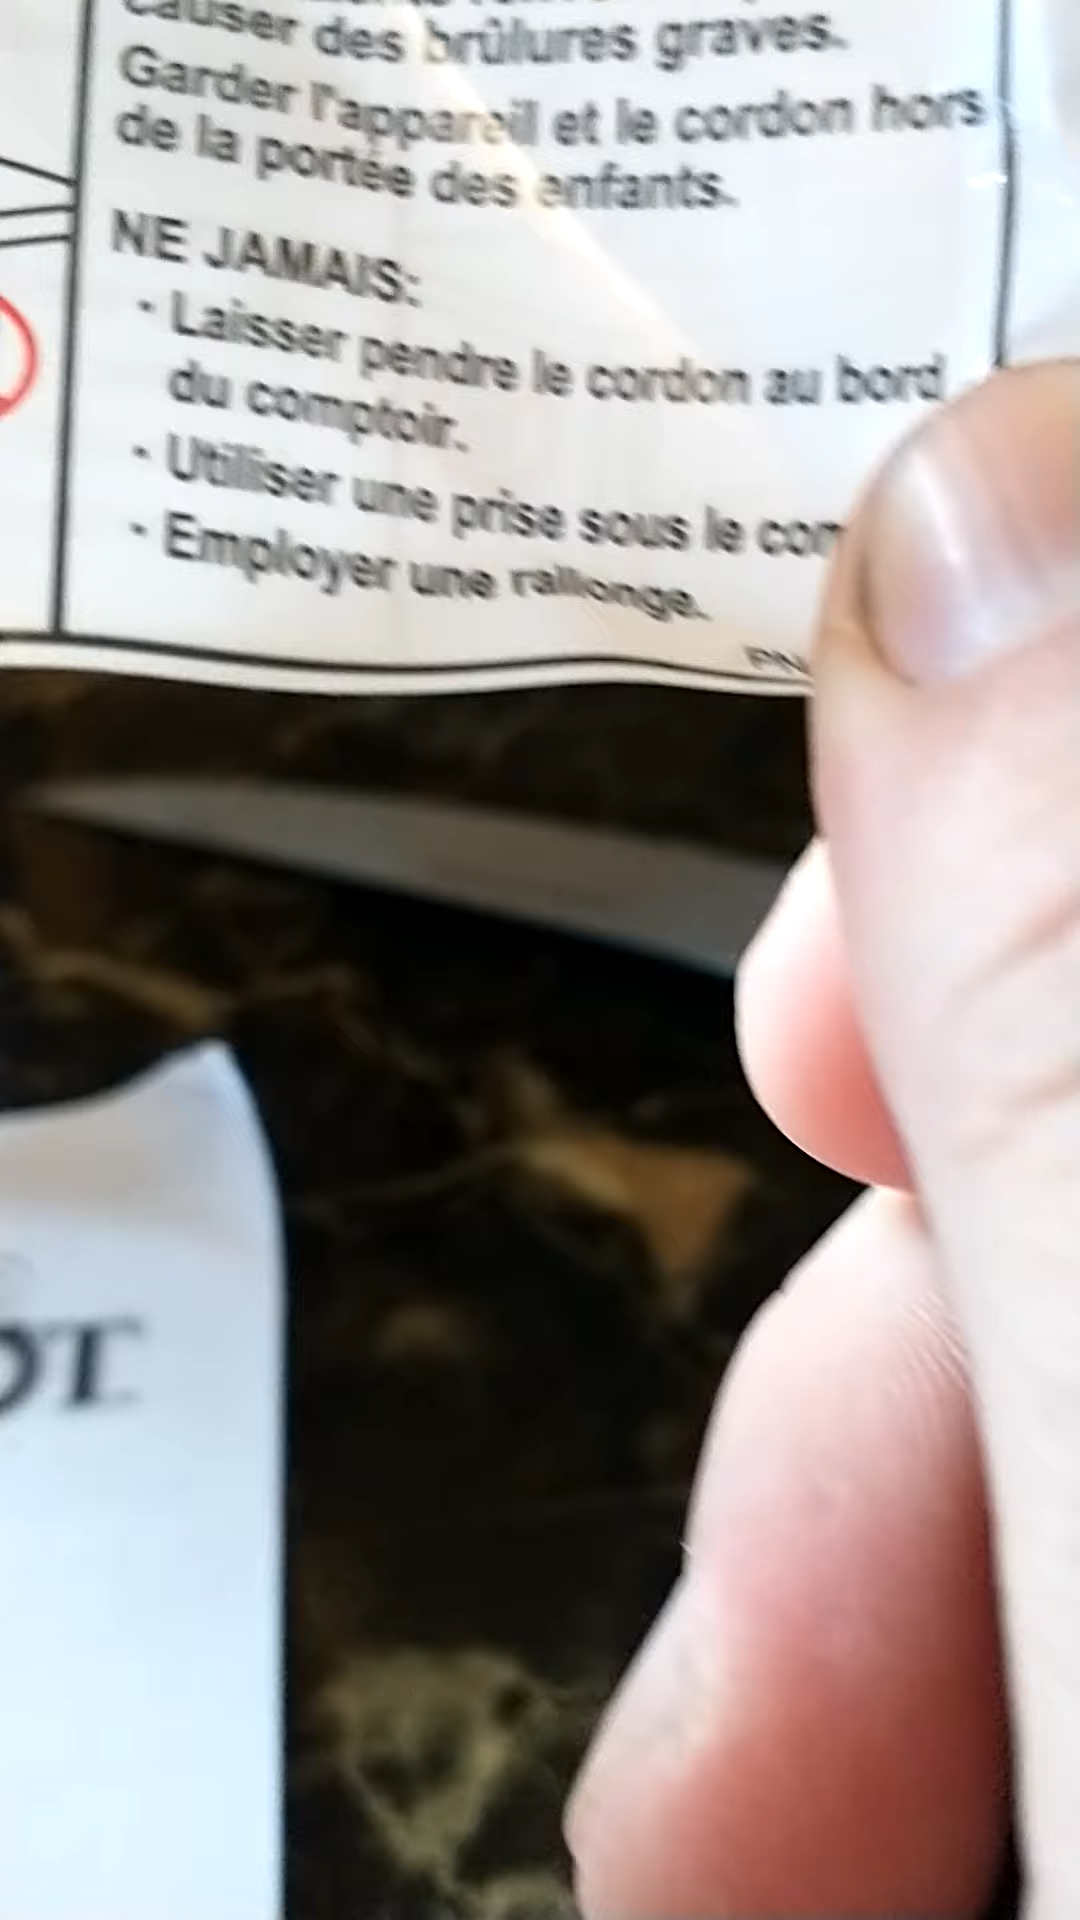 causer des brûlures graves.
Garder l'appareil et le cordon hors
de la portée des enfants.
NE JAMAIS:
- Laisser pendre le cordon au bord
du comptoir.
- Utiliser une prise sous le
- Employer une rallonge.
OT